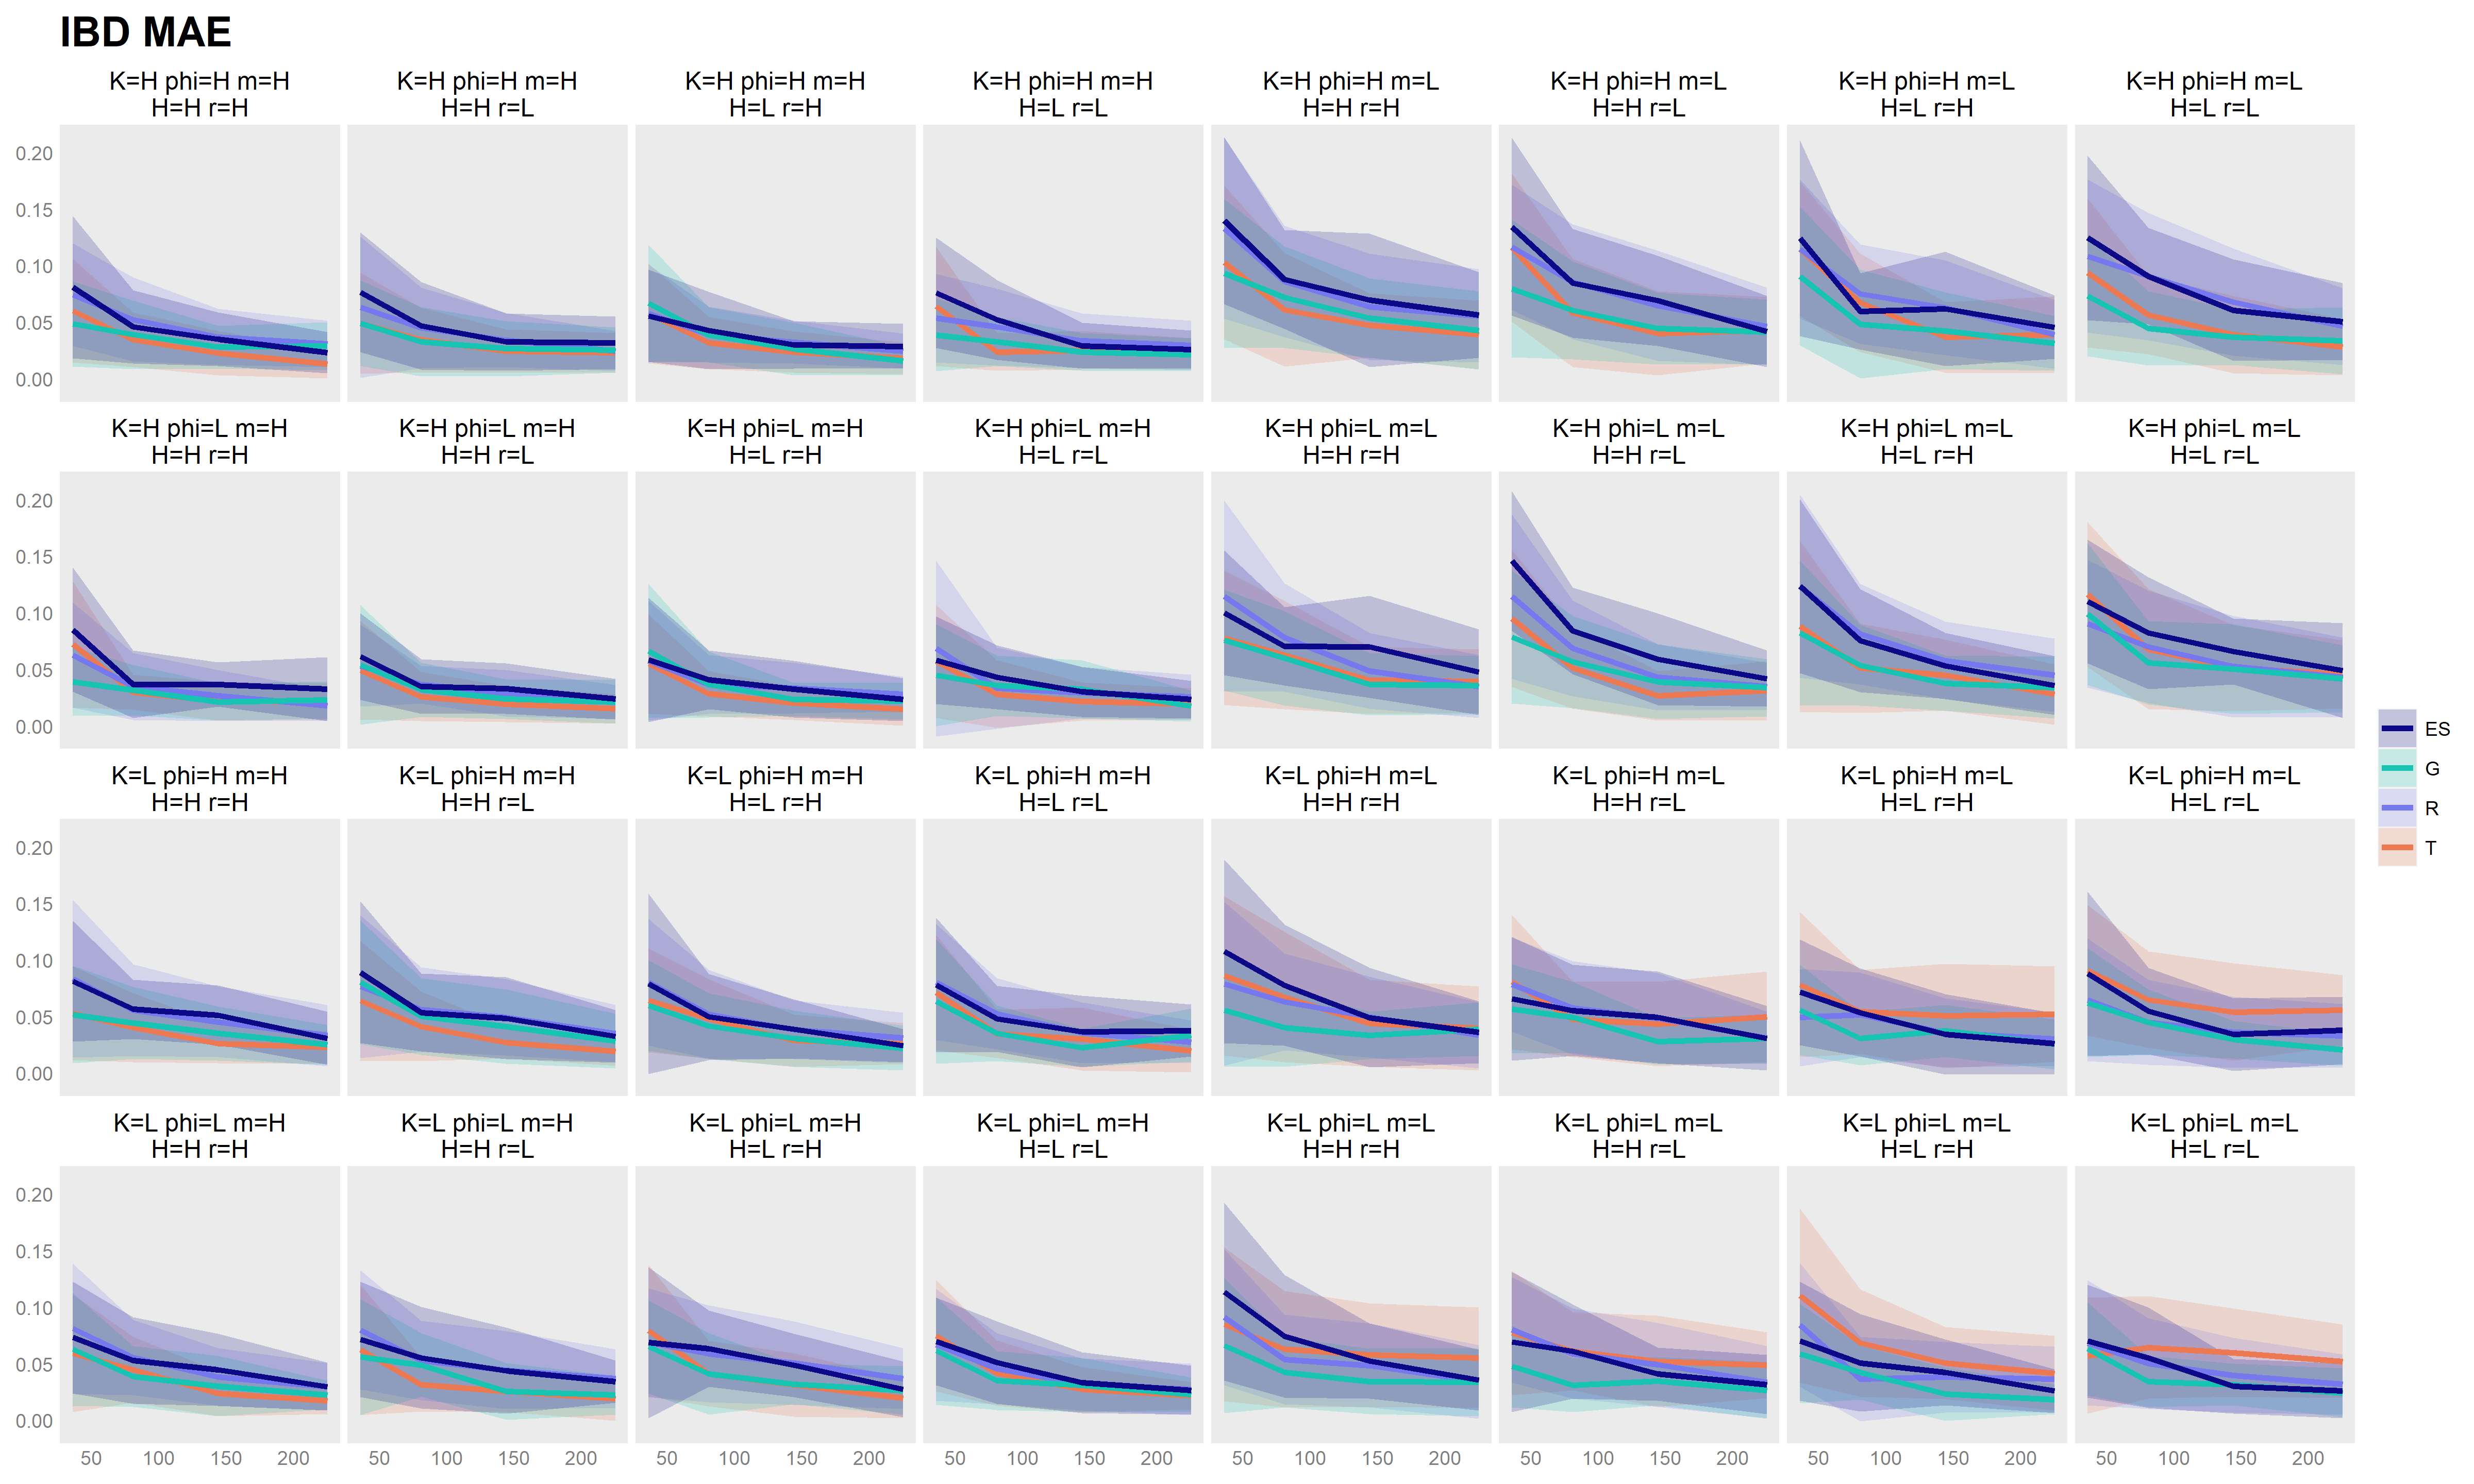 IBD MAE
K=H phi=H m=H K=H phi=H m=H K=H phi=H m=H K=H phi=H m=H K=H phi=H m=L K=H phi=H m=L K=H phi=H m=L K=H phi=H m=L
H=H r=H H=H r=L H=L r=H H=L r=L H=H r=H H=H r=L H=L r=H H=L r=L
0.20
0.15
0.10
0.05
0.00
K=H phi=L m=H K=H phi=L m=H K=H phi=L m=H K=H phi=L m=H K=H phi=L m=L K=H phi=L m=L K=H phi=L m=L K=H phi=L m=L
H=H r=H H=H r=L H=L r=H H=L r=L H=H r=H H=H r=L H=L r=H H=L r=L
0.20
0.15
0.10
0.05
0.00
K=L phi=H m=H K=L phi=H m=H K=L phi=H m=H K=L phi=H m=H K=L phi=H m=L K=L phi=H m=L K=L phi=H m=L K=L phi=H m=L
H=H r=H H=H r=L H=L r=H H=L r=L H=H r=H H=H r=L H=L r=H H=L r=L
0.20
0.15
0.10
0.05
0.00
K=L phi=L m=H K=L phi=L m=H K=L phi=L m=H K=L phi=L m=H K=L phi=L m=L K=L phi=L m=L K=L phi=L m=L K=L phi=L m=L
H=H r=H H=H r=L H=L r=H H=L r=L H=H r=H H=H r=L H=L r=H H=L r=L
0.20
0.15
0.10
0.05
0.00
50 100 150 200 50 100 150 200 50 100 150 200 50 100 150 200 50 100 150 200 50 100 150 200 50 100 150 200 50 100 150 200
ES
G
R
T